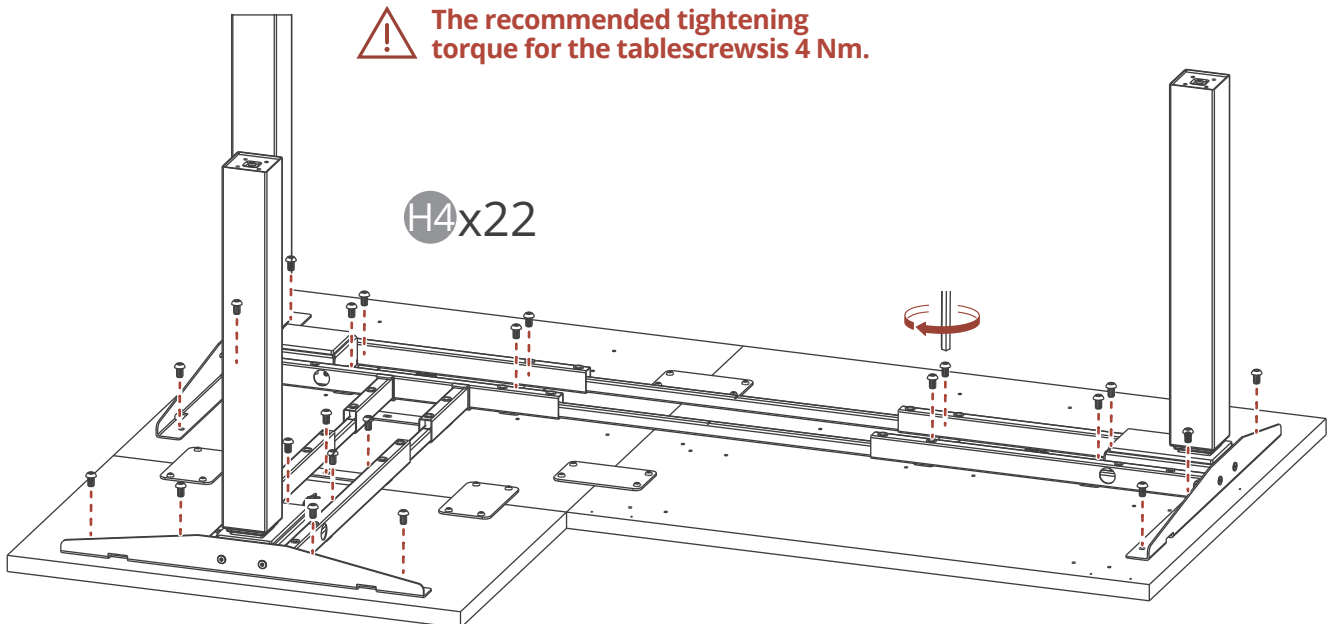 The recommended tightening
torque for the tablescrewsis 4 Nm.
H4x22